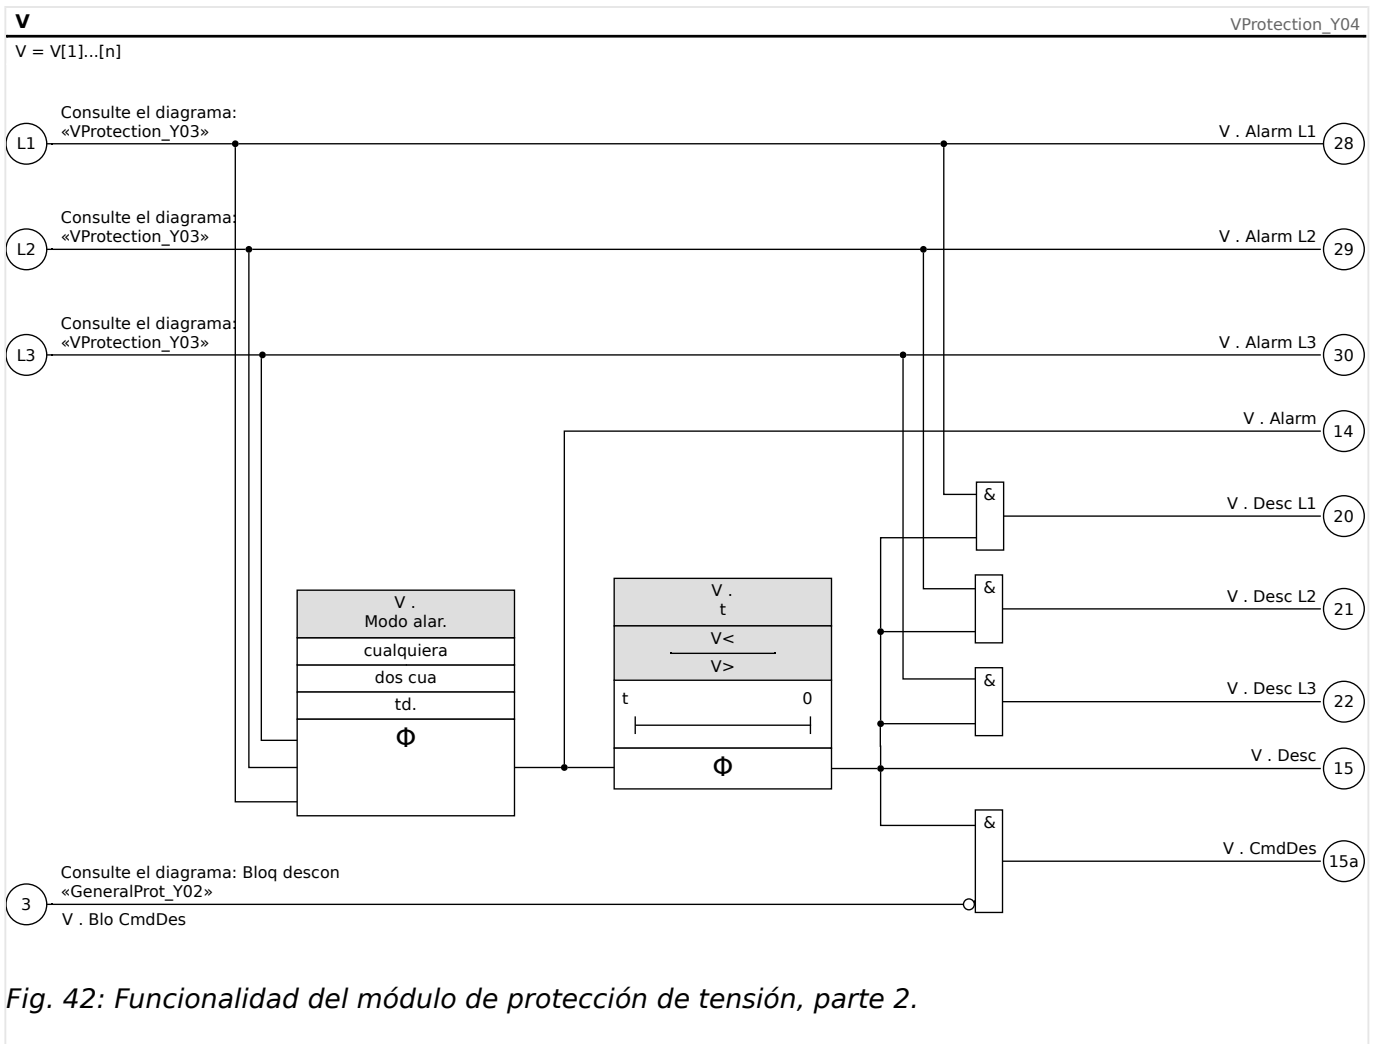 V
VProtection_Y04
V = V[1]...[n]
Consulte el diagrama:
«VProtection_Y03»
L1
V . Alarm L1
28
Consulte el diagrama:
«VProtection_Y03»
L2
V . Alarm L2
29
Consulte el diagrama:
«VProtection_Y03»
L3
V . Alarm L3
30
V . Alarm
14
&
V . Desc L1
20
&
V . Desc L2
21
&
V . Desc L3
22
V .
Modo alar.
cualquiera
dos cua
td.
Φ
V .
t
V<
V>
t 0
Φ
V . Desc
15
&
V . CmdDes
15a
Consulte el diagrama: Bloq descon
«GeneralProt_Y02»
3
V . Blo CmdDes
Fig. 42: Funcionalidad del módulo de protección de tensión, parte 2.